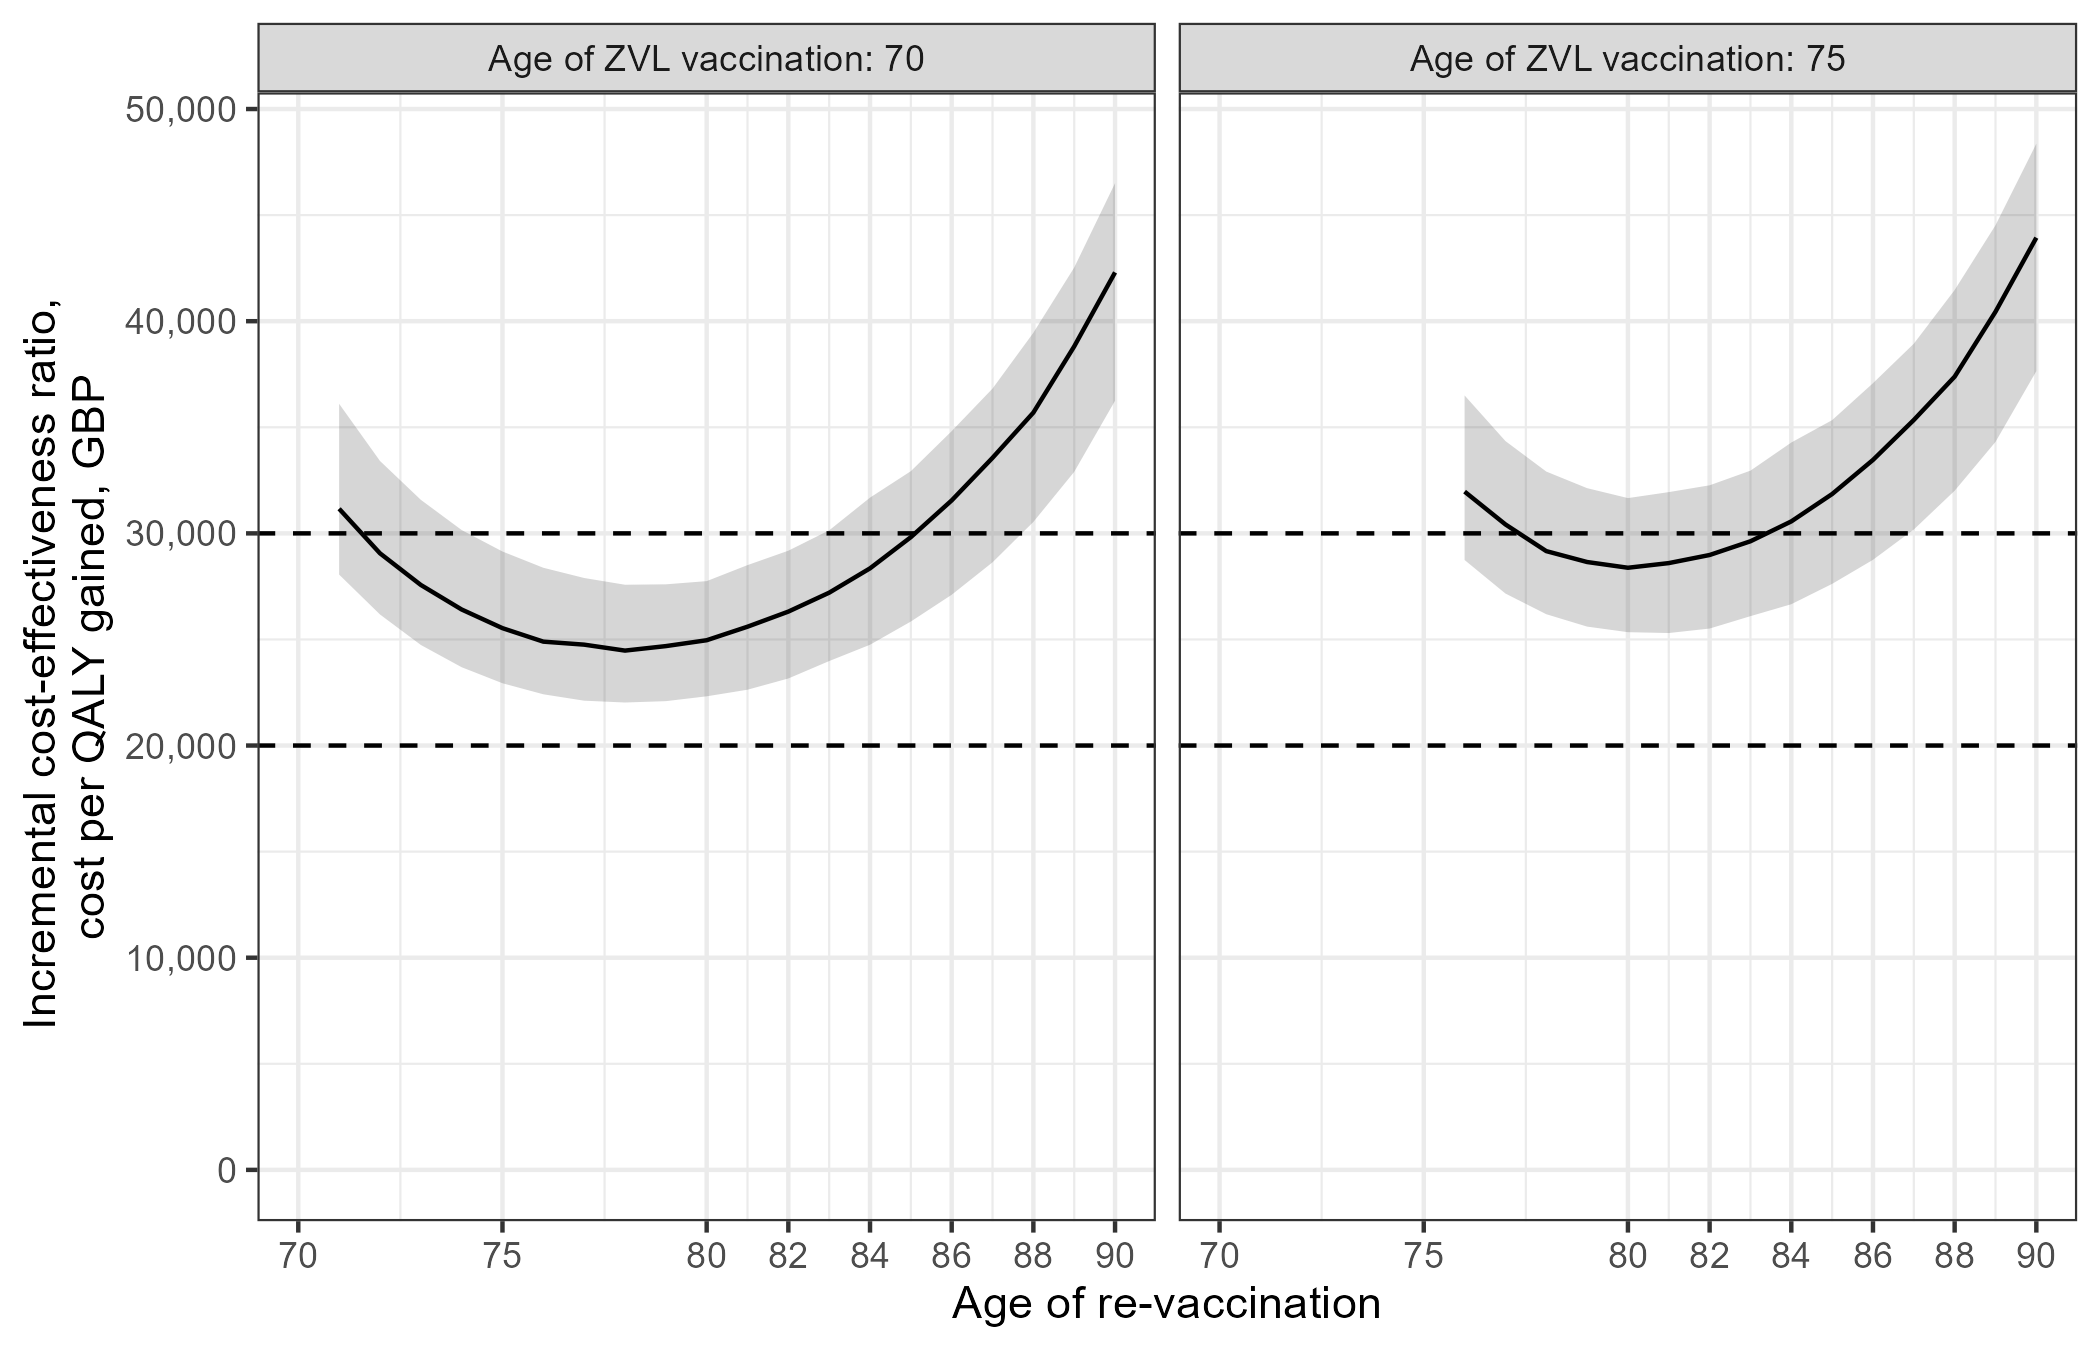 Age of ZVL vaccination: 70
Age of ZVL vaccination: 75
Incremental cost-effectiveness ratio,
cost per QALY gained, GBP
50,000
40,000
30,000
20,000
10,000
0
70 75 80 82 84 86 88 90
70 75 80 82 84 86 88 90
Age of re-vaccination